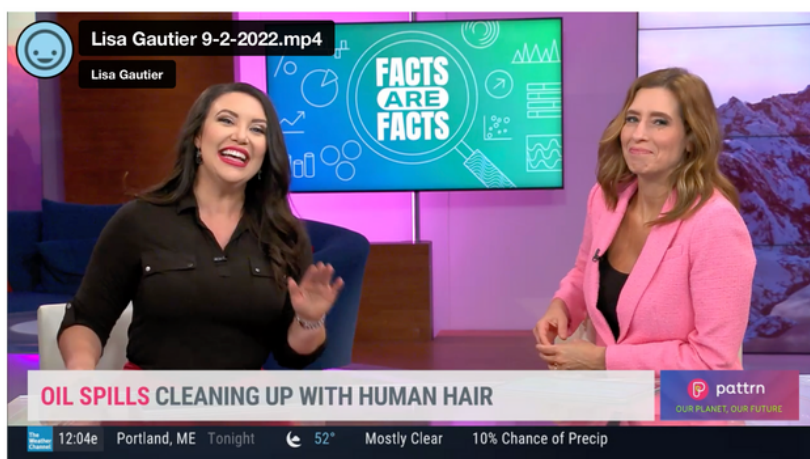 Lisa Gautier 9-2-2022.mp4
Lisa Gautier
FACTS
ARE
FACTS
OIL SPILLS CLEANING UP WITH HUMAN HAIR
pattrn
OUR PLANET, OUR FUTURE
The Weather Channel
12:04e Portland, ME Tonight 52° Mostly Clear 10% Chance of Precip